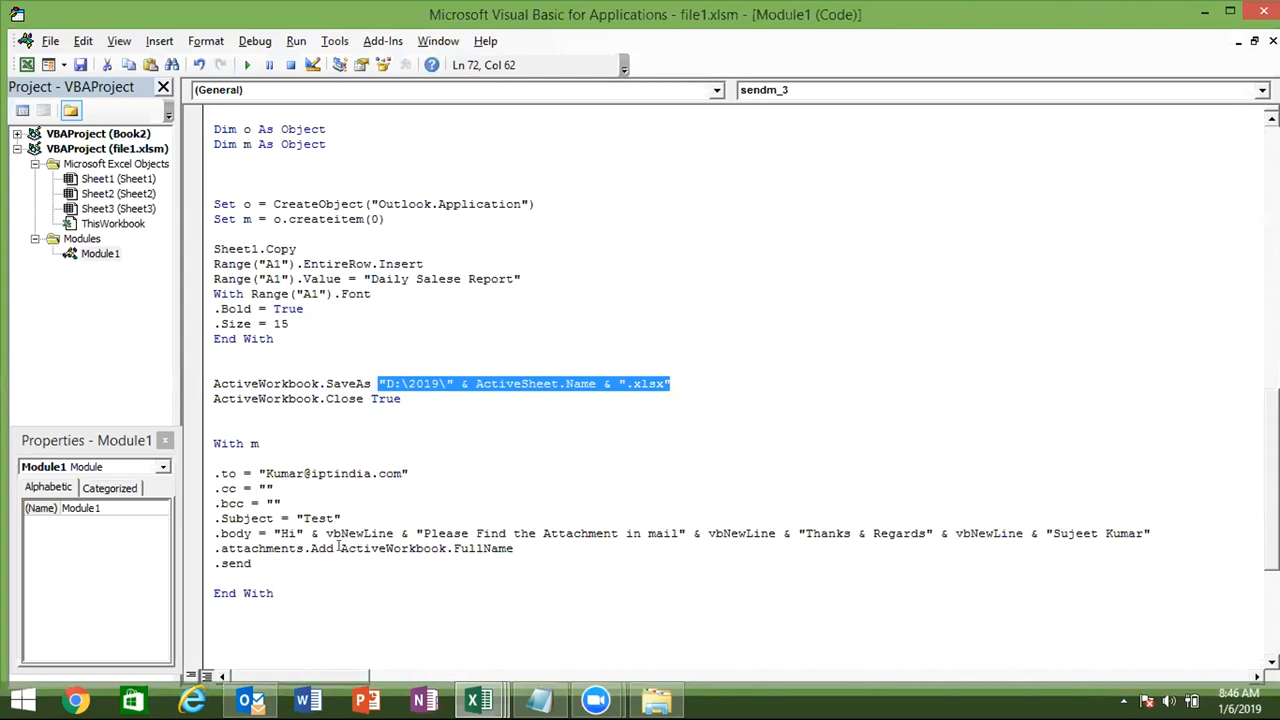 Microsoft Visual Basic for Applications - file1.xlsm - [Module1 (Code)]
File Edit View Insert Format Debug Run Tools Add-Ins Window Help
Ln 72, Col 62
Project - VBAProject
(General)
sendm_3
VBAProject (Book2)
VBAProject (file1.xlsm)
Microsoft Excel Objects
Sheet1 (Sheet1)
Sheet2 (Sheet2)
Sheet3 (Sheet3)
ThisWorkbook
Modules
Module1
Properties - Module1
Module1 Module
Alphabetic Categorized
(Name) Module1
Dim o As Object
Dim m As Object
Set o = CreateObject("Outlook.Application")
Set m = o.createitem(0)
Sheet1.Copy
Range("A1").EntireRow.Insert
Range("A1").Value = "Daily Salese Report"
With Range("A1").Font
.Bold = True
.Size = 15
End With
ActiveWorkbook.SaveAs "D:\2019\" & ActiveSheet.Name & ".xlsx"
ActiveWorkbook.Close True
With m
.to = "Kumar@iptindia.com"
.cc = ""
.bcc = ""
.Subject = "Test"
.body = "Hi" & vbNewLine & "Please Find the Attachment in mail" & vbNewLine & "Thanks & Regards" & vbNewLine & "Sujeet Kumar"
.attachments.Add ActiveWorkbook.FullName
.send
End With
8:46 AM
1/6/2019